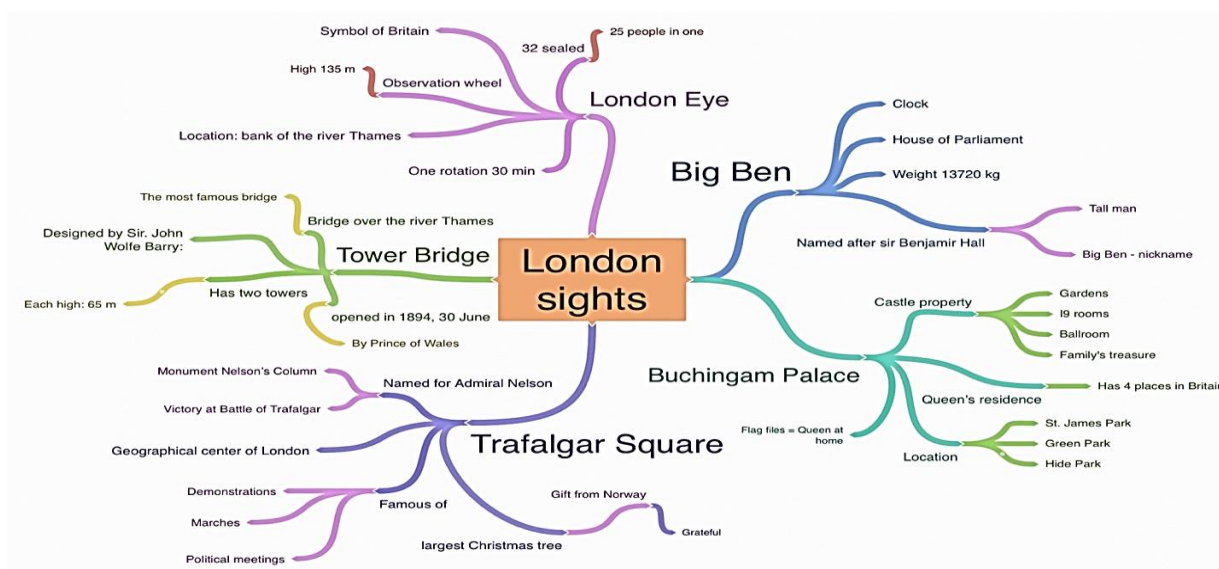 London
sights
London Eye
Symbol of Britain
32 sealed
25 people in one
High 135 m
Observation wheel
Location: bank of the river Thames
One rotation 30 min
Big Ben
Clock
House of Parliament
Weight 13720 kg
Named after sir Benjamir Hall
Tall man
Big Ben - nickname
Tower Bridge
The most famous bridge
Bridge over the river Thames
Designed by Sir. John
Wolfe Barry:
Has two towers
Each high: 65 m
opened in 1894, 30 June
By Prince of Wales
Buchingam Palace
Castle property
Gardens
l9 rooms
Ballroom
Family's treasure
Queen's residence
Has 4 places in Britain
Flag files = Queen at
home
Location
St. James Park
Green Park
Hide Park
Trafalgar Square
Named for Admiral Nelson
Monument Nelson's Column
Victory at Battle of Trafalgar
Geographical center of London
Famous of
Demonstrations
Marches
Political meetings
largest Christmas tree
Gift from Norway
Grateful